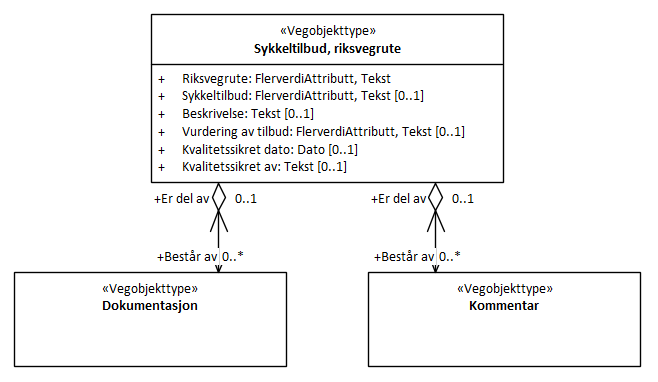 «Vegobjekttype»
Sykkeltilbud, riksvegrute
+ Riksvegrute: FlerverdiAttributt, Tekst
+ Sykkeltilbud: FlerverdiAttributt, Tekst [0..1]
+ Beskrivelse: Tekst [0..1]
+ Vurdering av tilbud: FlerverdiAttributt, Tekst [0..1]
+ Kvalitetssikret dato: Dato [0..1]
+ Kvalitetssikret av: Tekst [0..1]
+Er del av 0..1 +Er del av 0..1
+Består av 0..* +Består av 0..*
«Vegobjekttype» «Vegobjekttype»
Dokumentasjon Kommentar